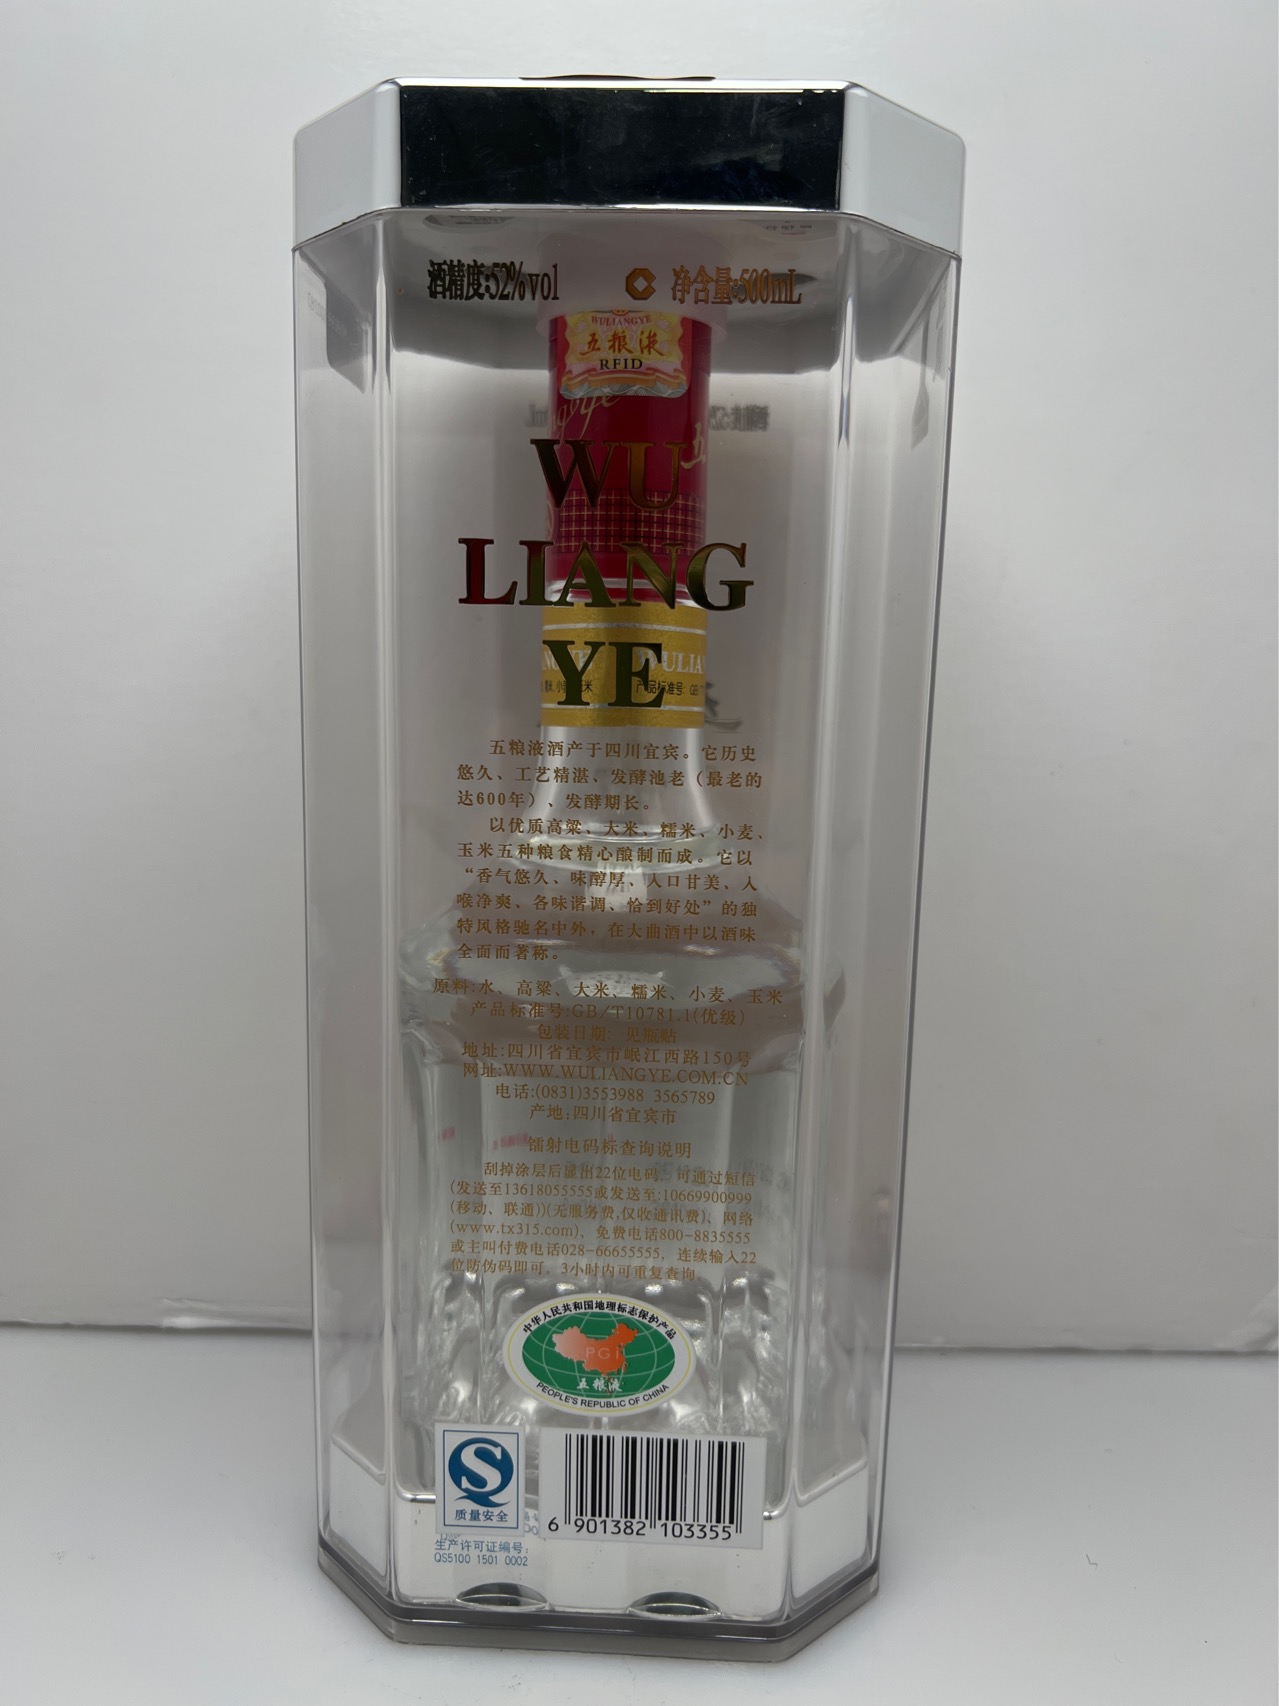 酒精度:52%vol 净含量:500mL
WULIANGYE
五粮液
RFID
WU
LIANG
YE
WULIA
产品标准号:
五粮液酒产于四川宜宾。它历史
悠久、工艺精湛、发酵池老（最老的
达600年）、发酵期长。
以优质高粱、大米、糯米、小麦、
玉米五种粮食精心酿制而成。它以
“香气悠久、味醇厚、入口甘美、入
喉净爽、各味谐调、恰到好处”的独
特风格驰名中外，在大曲酒中以酒味
全面而著称。
原料:水、高粱、大米、糯米、小麦、玉米
产品标准号:GB/T10781.1(优级)
包装日期: 见瓶贴
地址:四川省宜宾市岷江西路150号
网址:WWW.WULIANGYE.COM.CN
电话:(0831)3553988 3565789
产地:四川省宜宾市
镭射电码标查询说明
刮掉涂层后显出22位电码，可通过短信
(发送至13618055555或发送至:10669900999
(移动、联通))(无服务费,仅收通讯费)、网络
(www.tx315.com)、免费电话800-8835555
或主叫付费电话028-66655555，连续输入22
位防伪码即可。3小时内可重复查询。
中华人民共和国地理标志保护产品
PGI
五粮液
PEOPLE'S REPUBLIC OF CHINA
质量安全
6 901382 103355
生产许可证编号:
QS5100 1501 0002